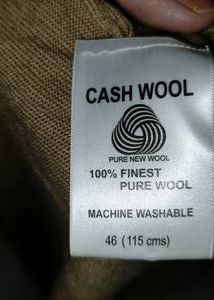 CASH WOOL
PURE NEW WOOL
100% FINEST
PURE WOOL
MACHINE WASHABLE
46 (115 cms)